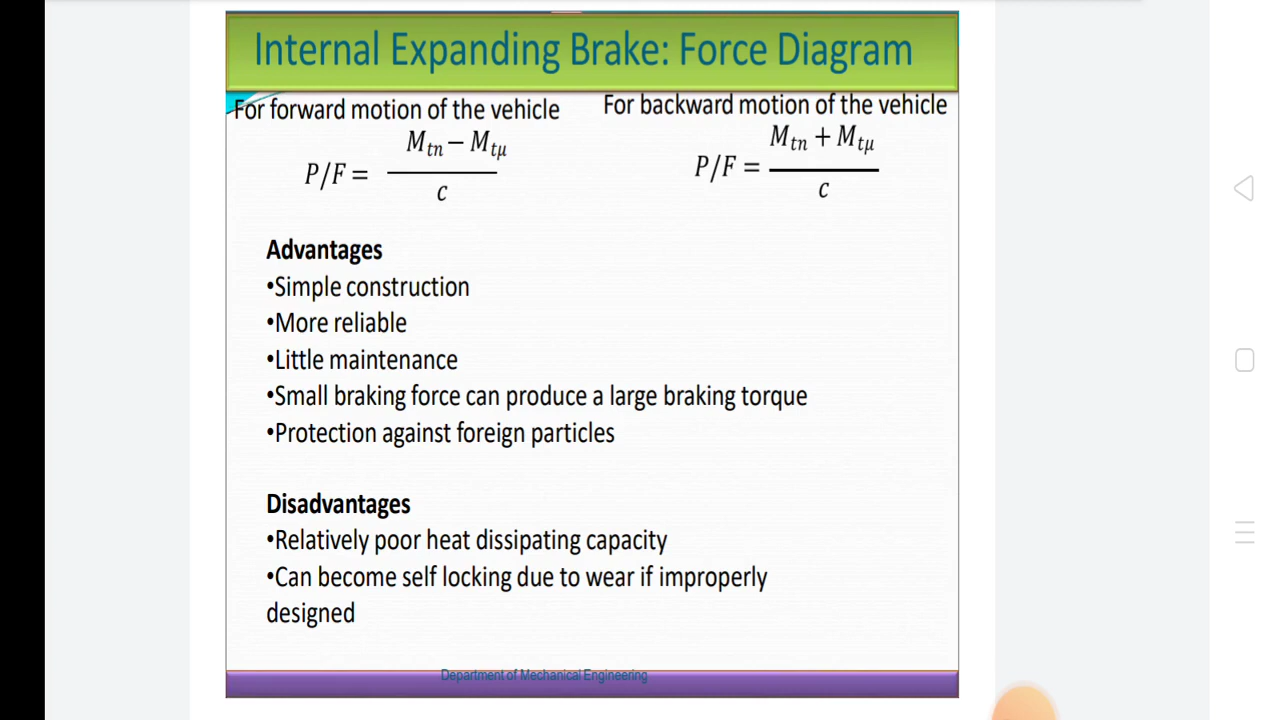 Internal Expanding Brake: Force Diagram
For forward motion of the vehicle
P/F = (M_tn − M_tμ) / c
For backward motion of the vehicle
P/F = (M_tn + M_tμ) / c
Advantages
•Simple construction
•More reliable
•Little maintenance
•Small braking force can produce a large braking torque
•Protection against foreign particles
Disadvantages
•Relatively poor heat dissipating capacity
•Can become self locking due to wear if improperly
designed
Department of Mechanical Engineering